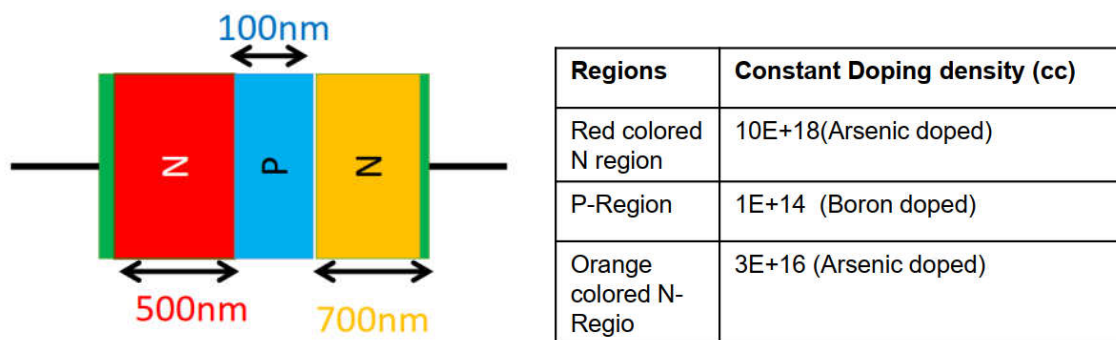 100nm
N
P
N
500nm
700nm
Regions
Constant Doping density (cc)
Red colored
N region
10E+18(Arsenic doped)
P-Region
1E+14 (Boron doped)
Orange
colored N-
Regio
3E+16 (Arsenic doped)